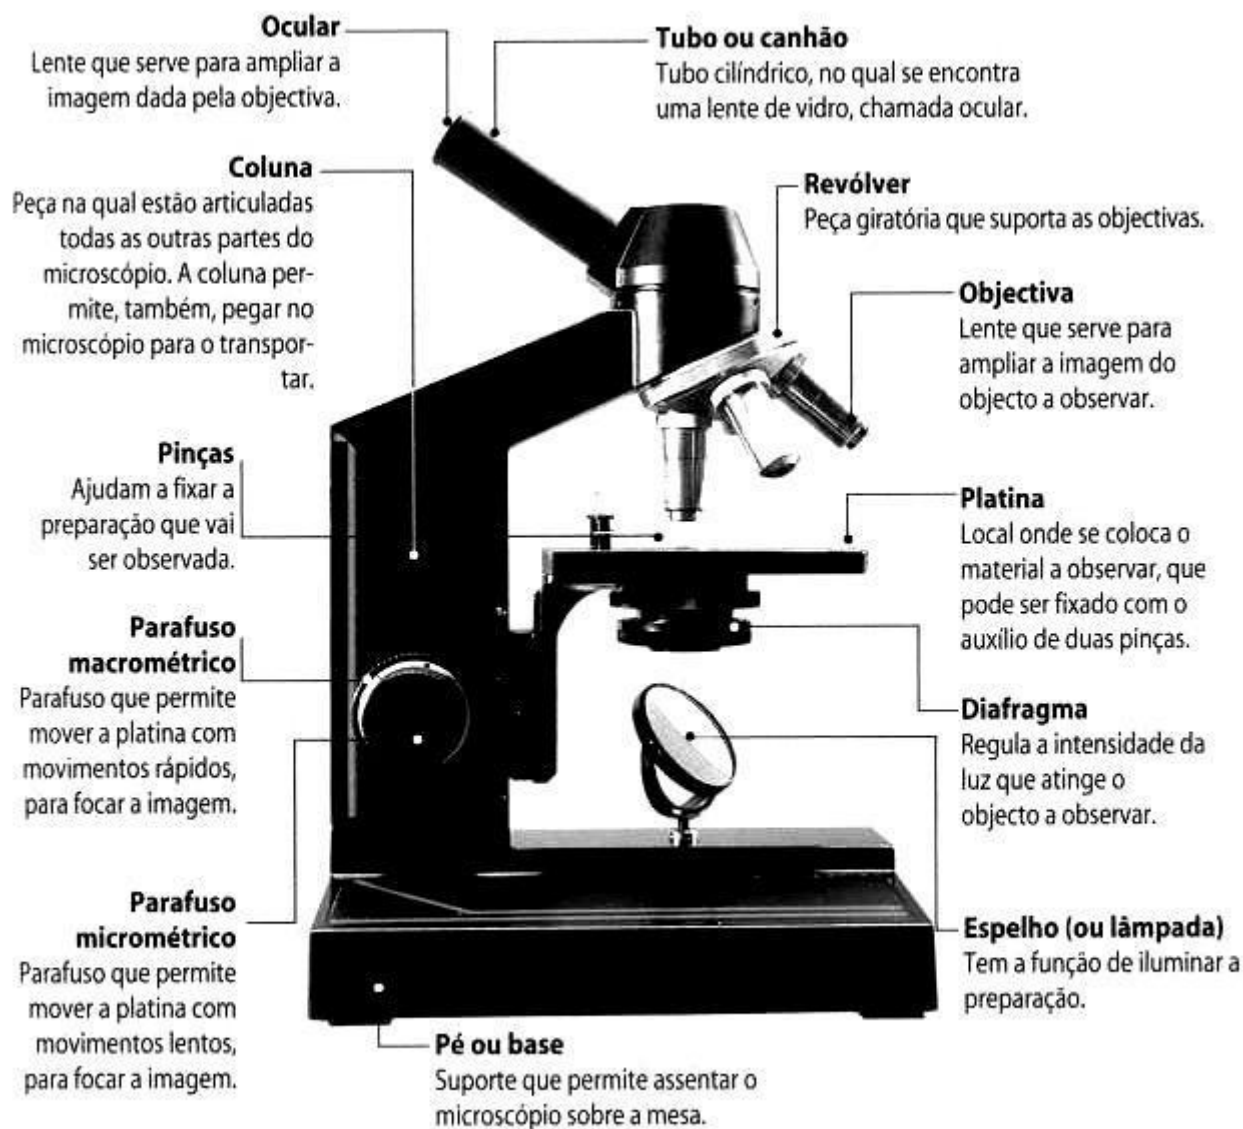 Ocular
Lente que serve para ampliar a
imagem dada pela objectiva.
Tubo ou canhão
Tubo cilíndrico, no qual se encontra
uma lente de vidro, chamada ocular.
Coluna
Peça na qual estão articuladas
todas as outras partes do
microscópio. A coluna per-
mite, também, pegar no
microscópio para o transpor-
tar.
Revólver
Peça giratória que suporta as objectivas.
Objectiva
Lente que serve para
ampliar a imagem do
objecto a observar.
Pinças
Ajudam a fixar a
preparação que vai
ser observada.
Platina
Local onde se coloca o
material a observar, que
pode ser fixado com o
auxílio de duas pinças.
Parafuso
macrométrico
Parafuso que permite
mover a platina com
movimentos rápidos,
para focar a imagem.
Diafragma
Regula a intensidade da
luz que atinge o
objecto a observar.
Parafuso
micrométrico
Parafuso que permite
mover a platina com
movimentos lentos,
para focar a imagem.
Espelho (ou lâmpada)
Tem a função de iluminar a
preparação.
Pé ou base
Suporte que permite assentar o
microscópio sobre a mesa.